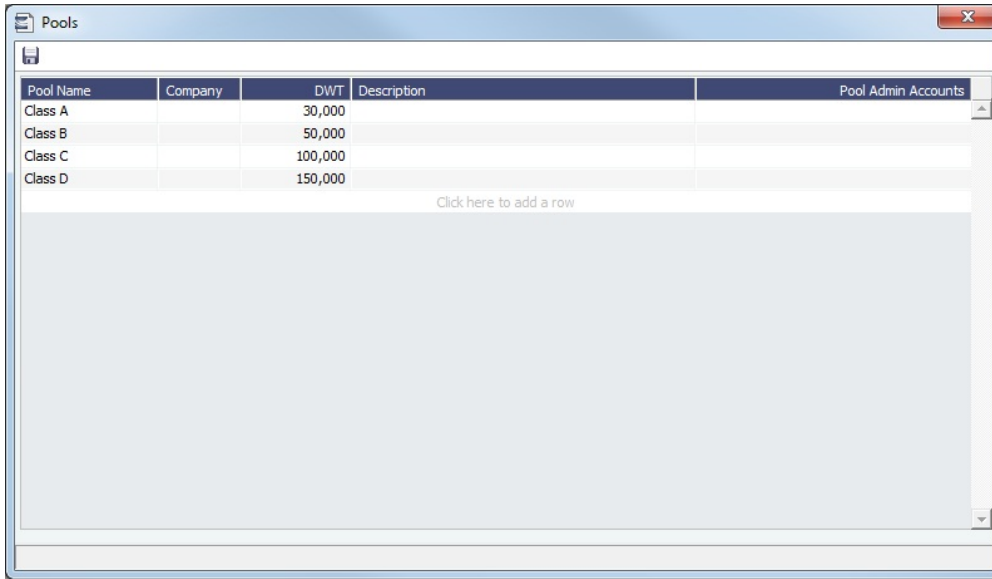 Pools
Pool Name Company DWT Description Pool Admin Accounts
Class A 30,000
Class B 50,000
Class C 100,000
Class D 150,000
Click here to add a row